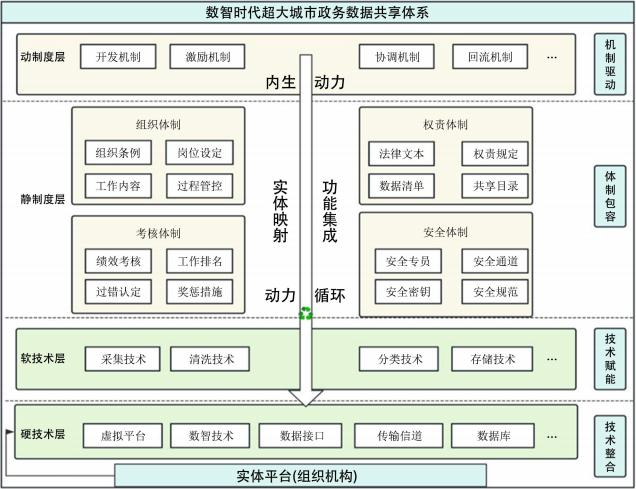 数智时代超大城市政务数据共享体系
动制度层 开发机制 激励机制 协调机制 回流机制 … 机制驱动
内生 动力
组织体制 权责体制
组织条例 岗位设定 法律文本 权责规定
工作内容 过程管控 数据清单 共享目录
静制度层 实体映射 功能集成 体制包容
考核体制 安全体制
绩效考核 工作排名 安全专员 安全通道
过错认定 奖惩措施 安全密钥 安全规范
动力 循环
软技术层 采集技术 清洗技术 分类技术 存储技术 … 技术赋能
硬技术层 虚拟平台 数智技术 数据接口 传输信道 数据库 … 技术整合
实体平台(组织机构)